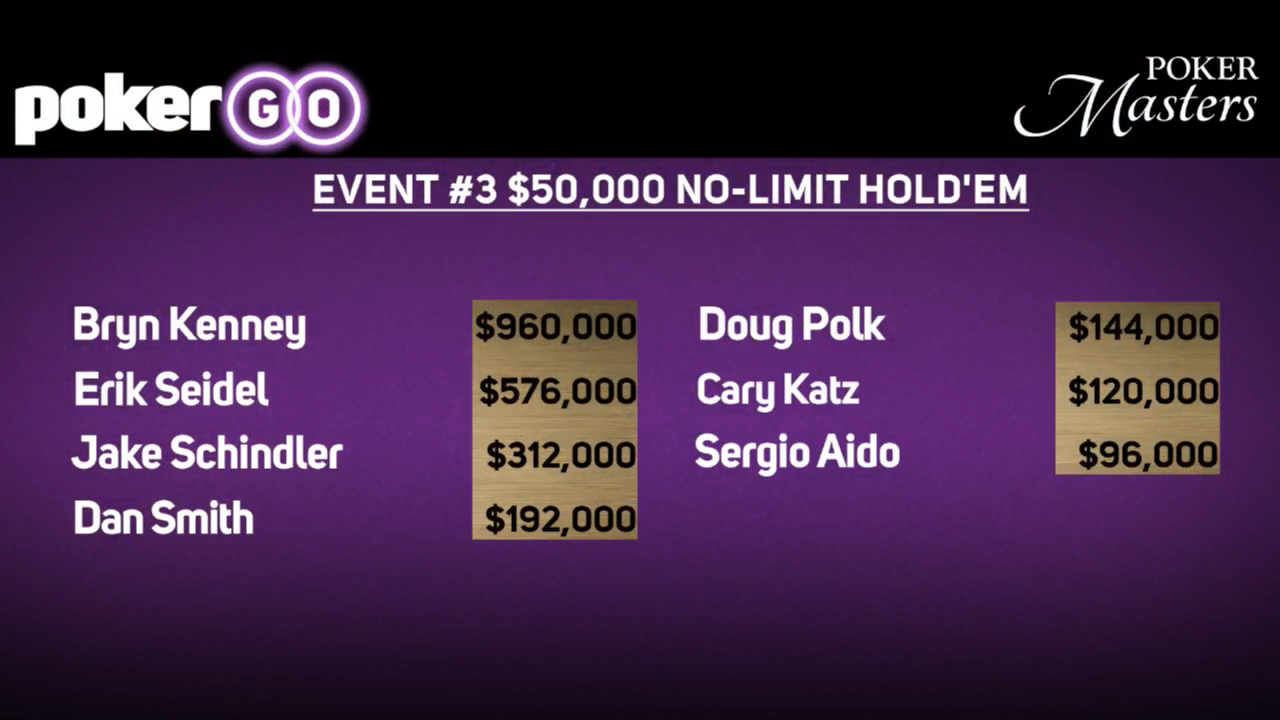 pokerGO
POKER
Masters
EVENT #3 $50,000 NO-LIMIT HOLD'EM
Bryn Kenney $960,000
Erik Seidel $576,000
Jake Schindler $312,000
Dan Smith $192,000
Doug Polk $144,000
Cary Katz $120,000
Sergio Aido $96,000